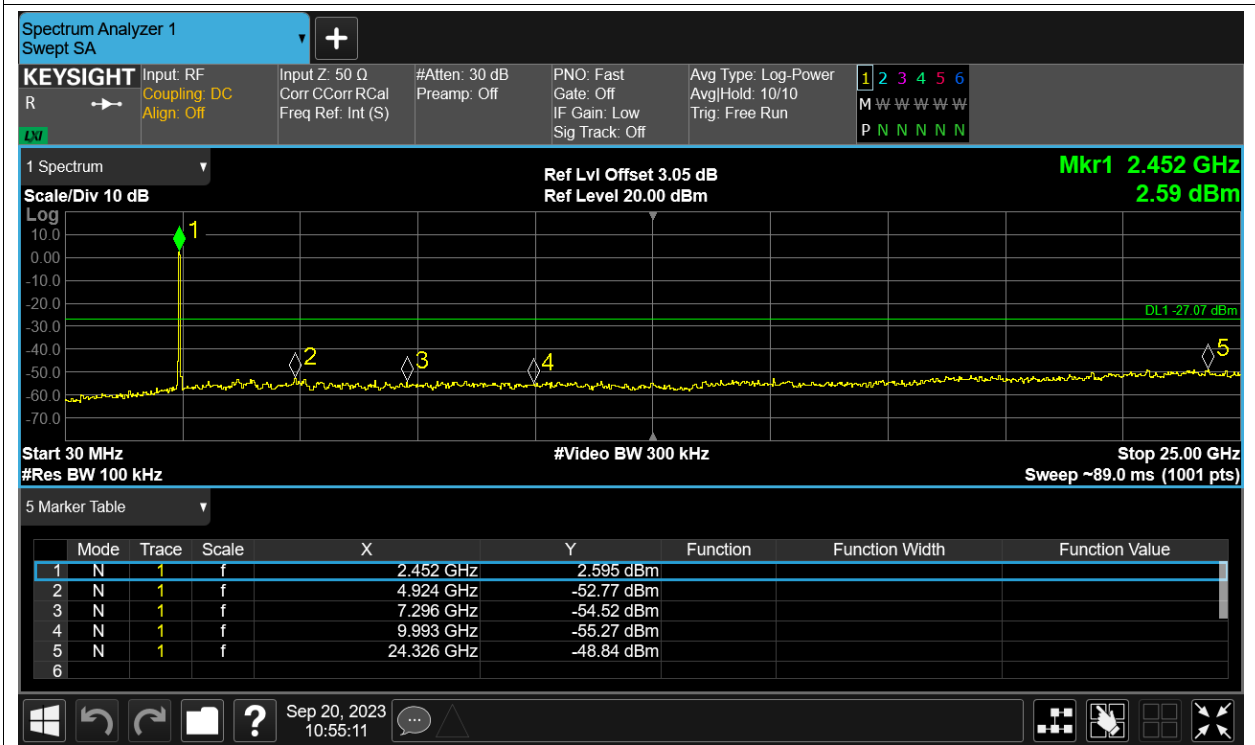 Spectrum Analyzer 1
Swept SA
KEYSIGHT
R
LXI
Input: RF
Coupling: DC
Align: Off
Input Z: 50 Ω
Corr CCorr RCal
Freq Ref: Int (S)
#Atten: 30 dB
Preamp: Off
PNO: Fast
Gate: Off
IF Gain: Low
Sig Track: Off
Avg Type: Log-Power
Avg|Hold: 10/10
Trig: Free Run
1 2 3 4 5 6
M W W W W W W
P N N N N N
1 Spectrum
Scale/Div 10 dB
Ref Lvl Offset 3.05 dB
Ref Level 20.00 dBm
Mkr1 2.452 GHz
2.59 dBm
Log
10.0
0.00
-10.0
-20.0
-30.0
-40.0
-50.0
-60.0
-70.0
1
2
3
4
5
DL1 -27.07 dBm
Start 30 MHz
#Video BW 300 kHz
Stop 25.00 GHz
#Res BW 100 kHz
Sweep ~89.0 ms (1001 pts)
5 Marker Table
Mode Trace Scale X Y Function Function Width Function Value
1 N 1 f 2.452 GHz 2.595 dBm
2 N 1 f 4.924 GHz -52.77 dBm
3 N 1 f 7.296 GHz -54.52 dBm
4 N 1 f 9.993 GHz -55.27 dBm
5 N 1 f 24.326 GHz -48.84 dBm
6
?
Sep 20, 2023
10:55:11